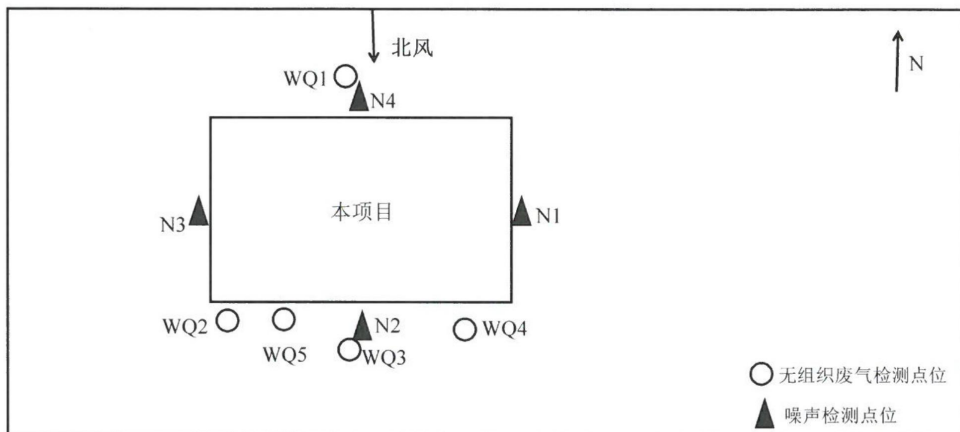 北风
N
WQ1
N4
本项目
N3
N1
WQ2
WQ5
N2
WQ3
WQ4
无组织废气检测点位
噪声检测点位